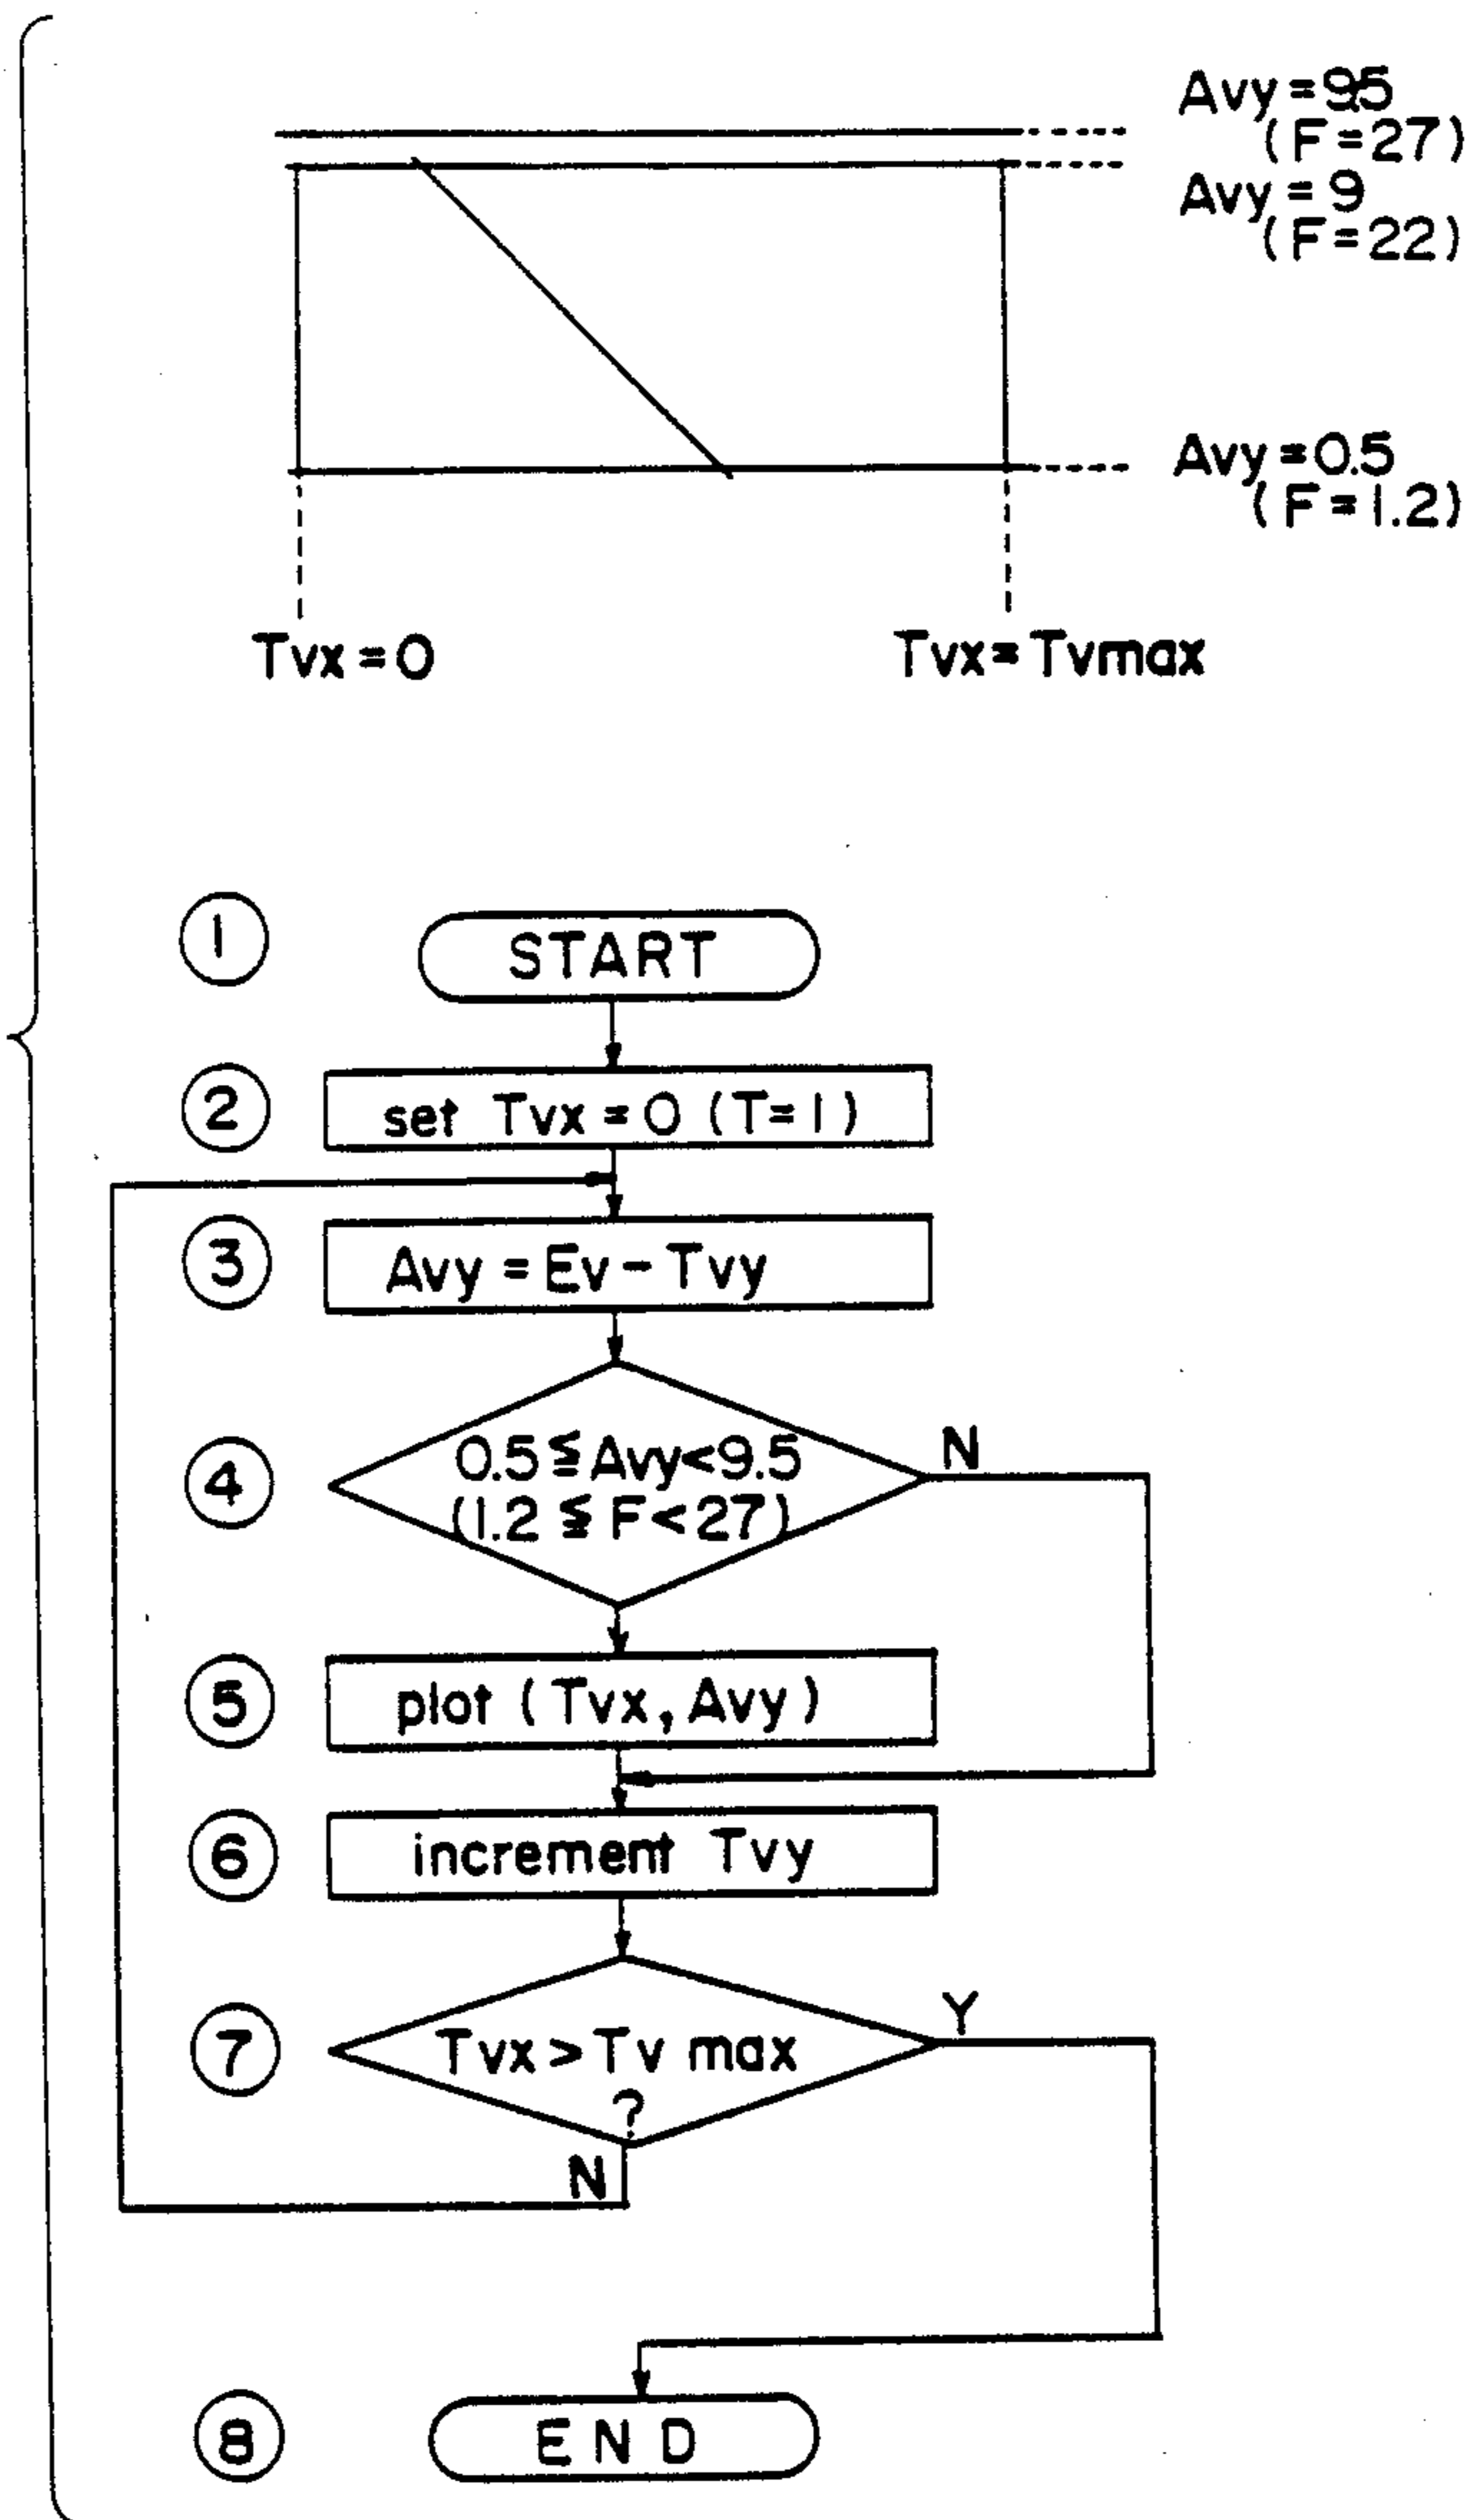 Avy=9.5
(F=27)
Avy=9
(F=22)
Avy=0.5
(F=1.2)
Tvx=0
Tvx=Tvmax
1
START
2
set Tvx=0 (T=1)
3
Avy=Ev-Tvy
4
0.5≦Avy<9.5
(1.2≦F<27)
N
5
plot (Tvx, Avy)
6
increment Tvy
7
Tvx>Tv max
?
Y
N
8
END